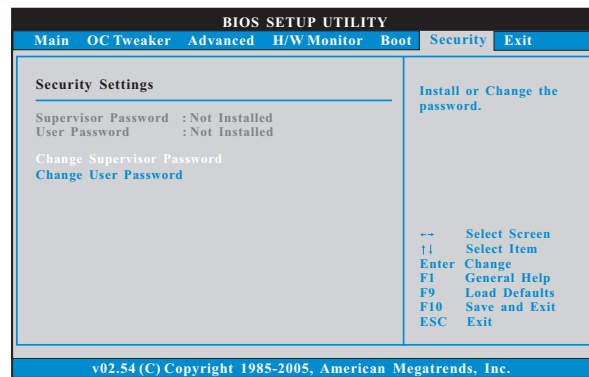 BIOS SETUP UTILITY
Main OC Tweaker Advanced H/W Monitor Boot Security Exit
Security Settings
Supervisor Password : Not Installed
User Password : Not Installed
Change Supervisor Password
Change User Password
Install or Change the
password.
←→ Select Screen
↑↓ Select Item
Enter Change
F1 General Help
F9 Load Defaults
F10 Save and Exit
ESC Exit
v02.54 (C) Copyright 1985-2005, American Megatrends, Inc.